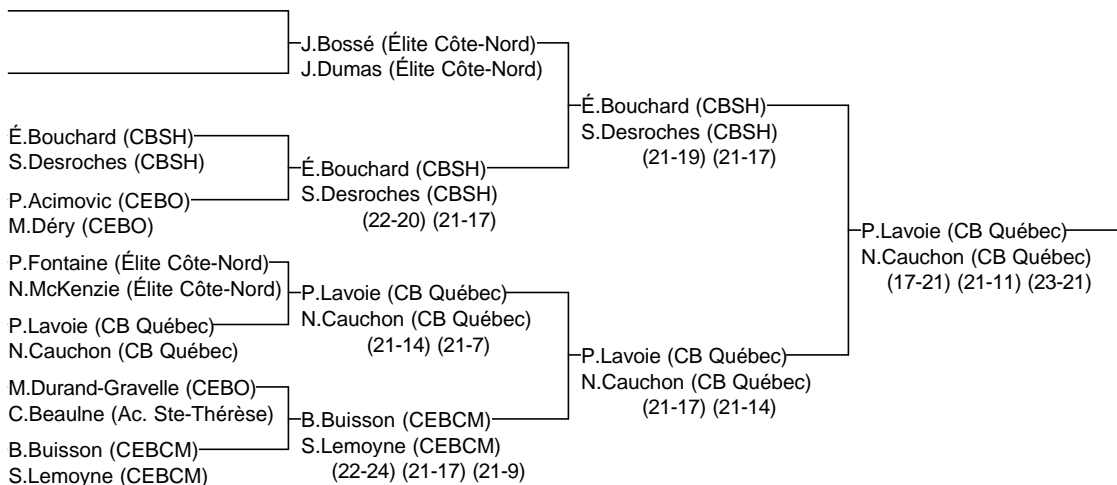 J.Bossé (Élite Côte-Nord)
J.Dumas (Élite Côte-Nord)
É.Bouchard (CBSH)
S.Desroches (CBSH)
(21-19) (21-17)
É.Bouchard (CBSH)
S.Desroches (CBSH)
É.Bouchard (CBSH)
S.Desroches (CBSH)
(22-20) (21-17)
P.Acimovic (CEBO)
M.Déry (CEBO)
P.Lavoie (CB Québec)
N.Cauchon (CB Québec)
(17-21) (21-11) (23-21)
P.Fontaine (Élite Côte-Nord)
N.McKenzie (Élite Côte-Nord)
P.Lavoie (CB Québec)
N.Cauchon (CB Québec)
(21-14) (21-7)
P.Lavoie (CB Québec)
N.Cauchon (CB Québec)
P.Lavoie (CB Québec)
N.Cauchon (CB Québec)
(21-17) (21-14)
M.Durand-Gravelle (CEBO)
C.Beaulne (Ac. Ste-Thérèse)
B.Buisson (CEBCM)
S.Lemoyne (CEBCM)
(22-24) (21-17) (21-9)
B.Buisson (CEBCM)
S.Lemoyne (CEBCM)